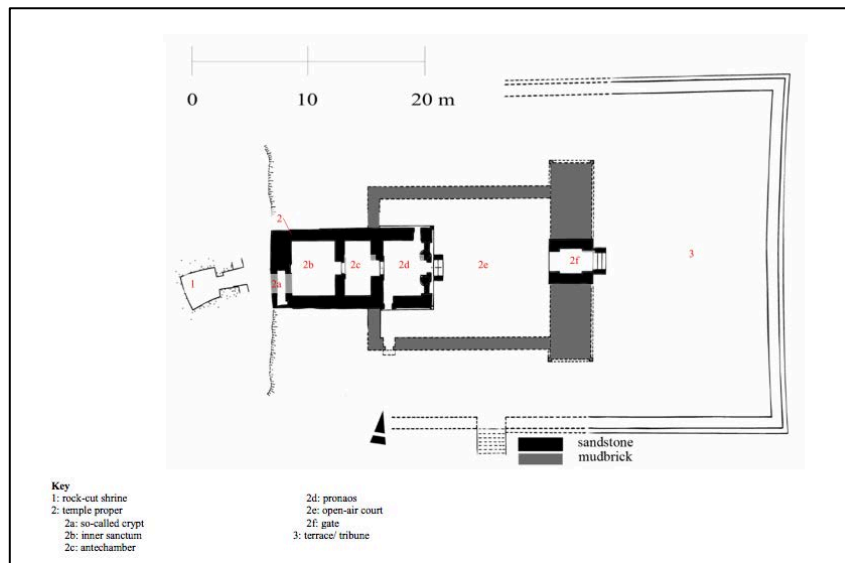 0 10 20 m
2
2b 2c 2d 2e 2f 3
1 2a
sandstone
mudbrick
Key
1: rock-cut shrine
2: temple proper
2a: so-called crypt
2b: inner sanctum
2c: antechamber
2d: pronaos
2e: open-air court
2f: gate
3: terrace/ tribune